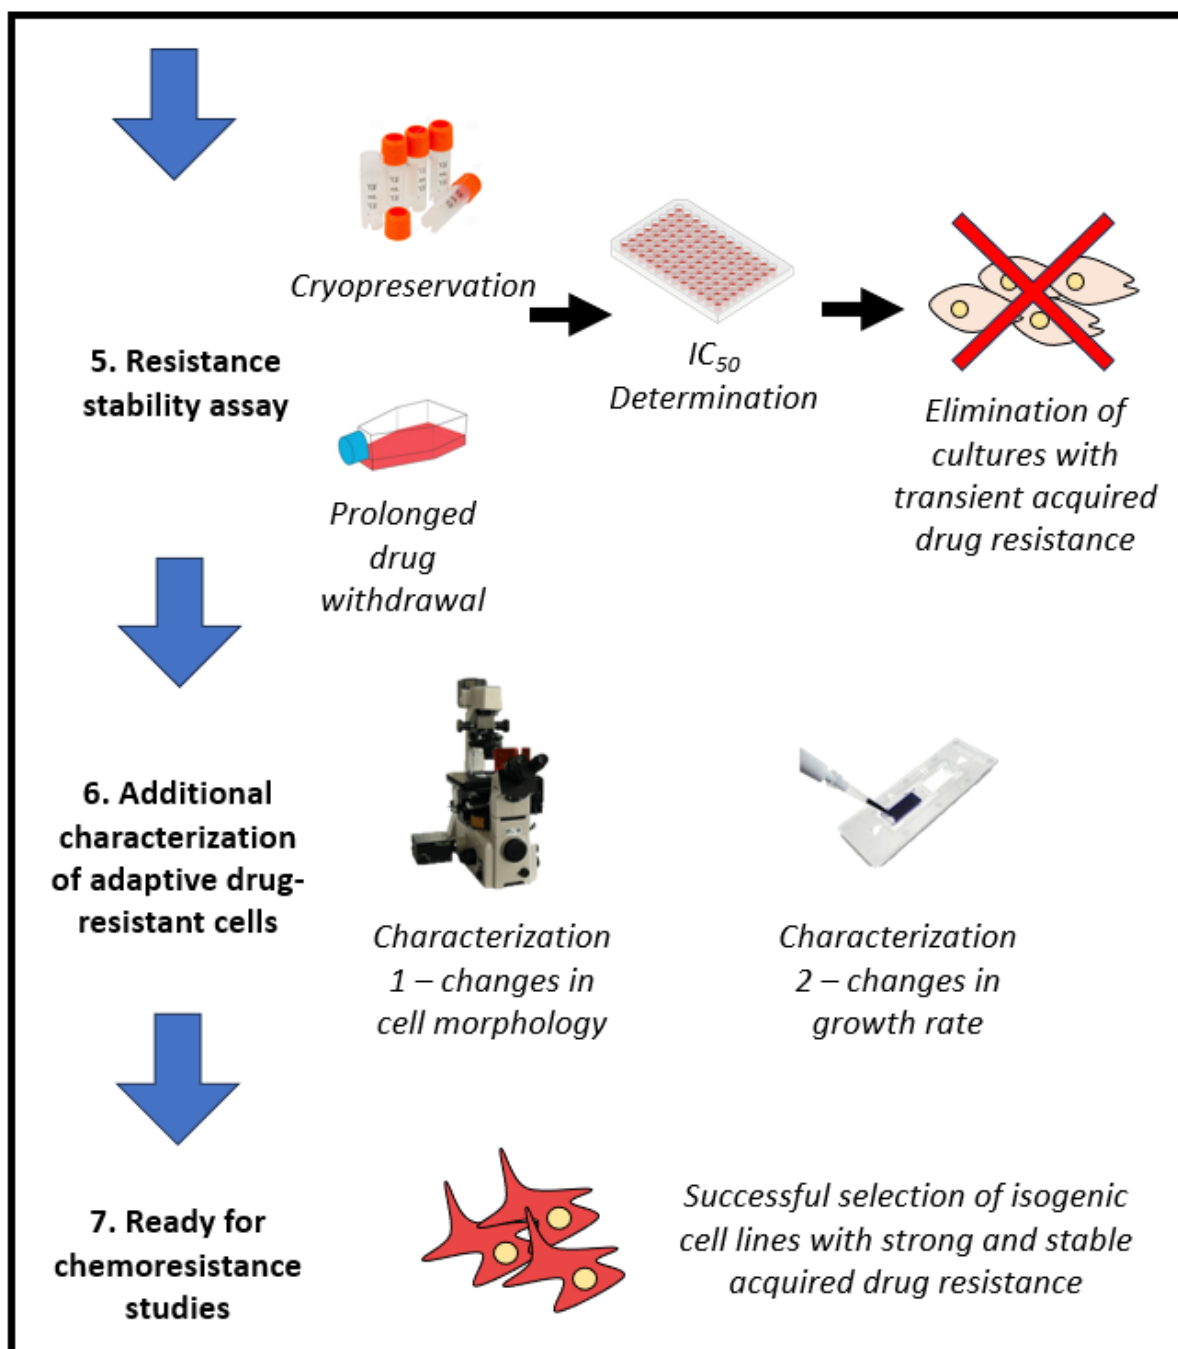 Cryopreservation
5. Resistance
stability assay
IC50
Determination
Elimination of
cultures with
transient acquired
drug resistance
Prolonged
drug
withdrawal
6. Additional
characterization
of adaptive drug-
resistant cells
Characterization
1 – changes in
cell morphology
Characterization
2 – changes in
growth rate
7. Ready for
chemoresistance
studies
Successful selection of isogenic
cell lines with strong and stable
acquired drug resistance